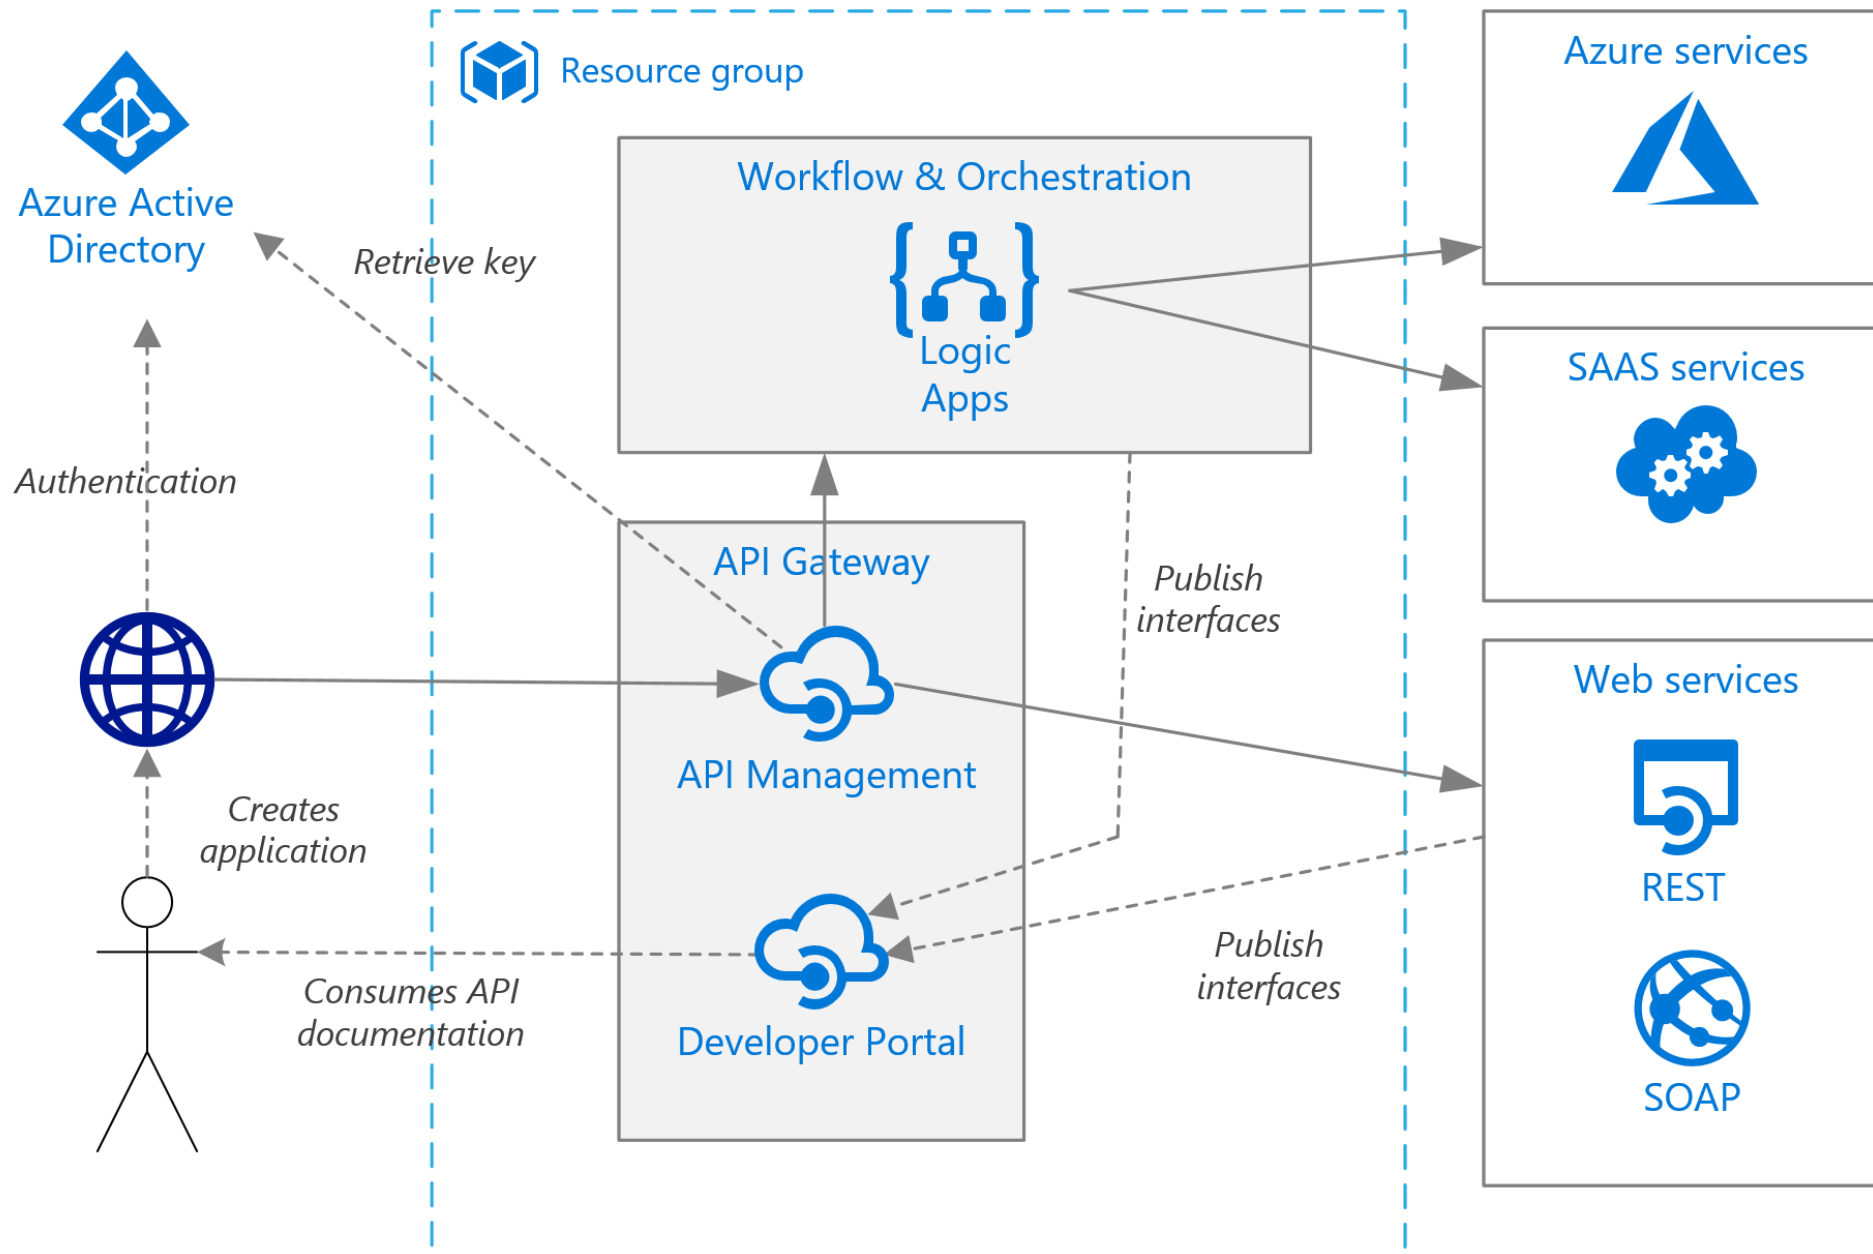 Resource group
Azure services
Azure Active
Directory
Workflow & Orchestration
Retrieve key
Logic
Apps
SAAS services
Authentication
API Gateway
Publish
interfaces
Web services
API Management
Creates
application
REST
Publish
interfaces
Consumes API
documentation
Developer Portal
SOAP